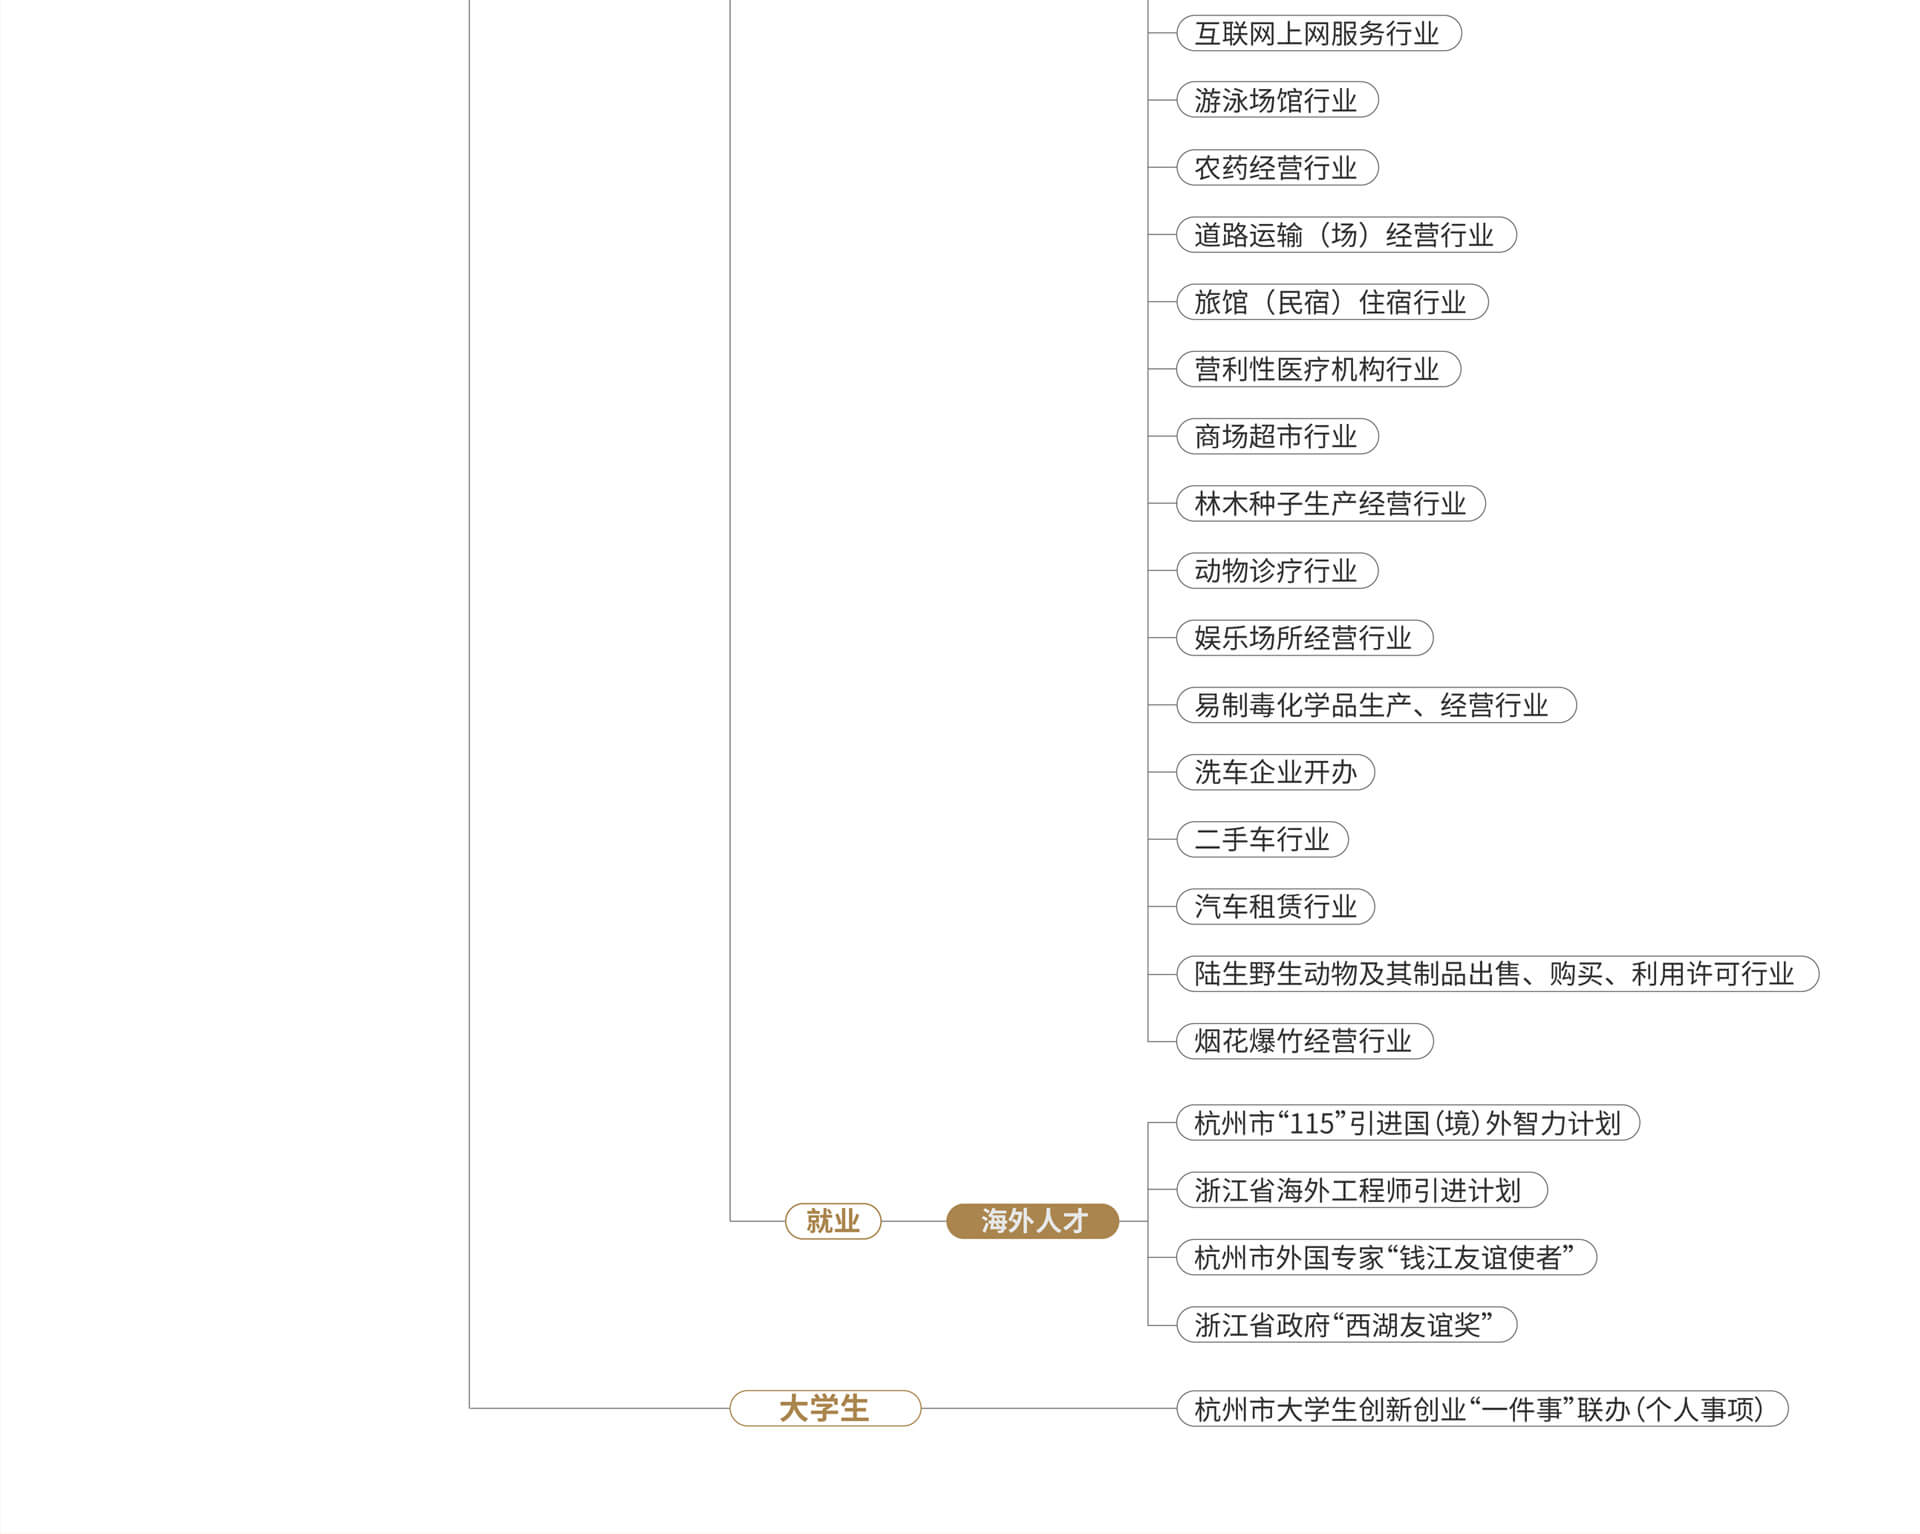 互联网上网服务行业
游泳场馆行业
农药经营行业
道路运输（场）经营行业
旅馆（民宿）住宿行业
营利性医疗机构行业
商场超市行业
林木种子生产经营行业
动物诊疗行业
娱乐场所经营行业
易制毒化学品生产、经营行业
洗车企业开办
二手车行业
汽车租赁行业
陆生野生动物及其制品出售、购买、利用许可行业
烟花爆竹经营行业
就业
海外人才
杭州市“115”引进国（境）外智力计划
浙江省海外工程师引进计划
杭州市外国专家“钱江友谊使者”
浙江省政府“西湖友谊奖”
大学生
杭州市大学生创新创业“一件事”联办（个人事项）